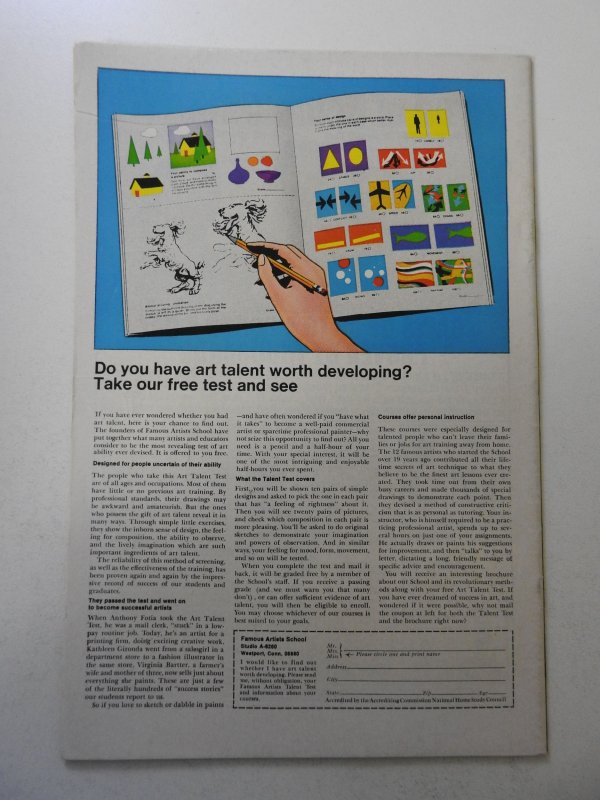 Do you have art talent worth developing?
Take our free test and see
If you have ever wondered whether you had
art talent, here is your chance to find out.
The founders of Famous Artists School have
put together what many artists and educators
consider to be the most revealing test of art
ability ever devised. It is offered to you free.
Designed for people uncertain of their ability
The people who take this Art Talent Test
are of all ages and occupations. Most of them
have little or no previous art training. By
professional standards, their drawings may
be awkward and amateurish. But the ones
who possess the gift of art talent reveal it in
many ways. Through simple little exercises,
they show the inborn sense of design, the feel-
ing for composition, the ability to observe,
and the lively imagination which are such
important ingredients of art talent.
The reliability of this method of screening,
as well as the effectiveness of the training, has
been proven again and again by the impres-
sive record of success of our students and
graduates.
They passed the test and went on
to become successful artists
When Anthony Fotia took the Art Talent
Test, he was a mail clerk, "stuck" in a low-
pay routine job. Today, he's an artist for a
printing firm, doing exciting creative work.
Kathleen Gironda went from a salesgirl in a
department store to a fashion illustrator in
the same store. Virginia Bartter, a farmer's
wife and mother of three, now sells just about
everything she paints. These are just a few
of the literally hundreds of "success stories"
our students report to us.
So if you love to sketch or dabble in paints
—and have often wondered if you "have what
it takes" to become a well-paid commercial
artist or sparetime professional painter—why
not seize this opportunity to find out? All you
need is a pencil and a half-hour of your
time. With your special interest, it will be
one of the most intriguing and enjoyable
half-hours you ever spent.
What the Talent Test covers
First, you will be shown ten pairs of simple
designs and asked to pick the one in each pair
that has "a feeling of rightness" about it.
Then you will see twenty pairs of pictures,
and check which composition in each pair is
more pleasing. You'll be asked to do original
sketches to demonstrate your imagination
and powers of observation. And in similar
ways, your feeling for mood, form, movement,
and so on will be tested.
When you complete the test and mail it
back, it will be graded free by a member of
the School's staff. If you receive a passing
grade (and we must warn you that many
don't), or can offer sufficient evidence of art
talent, you will then be eligible to enroll.
You may choose whichever of our courses is
best suited to your goals.
Courses offer personal instruction
These courses were especially designed for
talented people who can't leave their fami-
lies or jobs for art training away from home.
The 12 famous artists who started the School
over 19 years ago contributed all their life-
time secrets of art technique to what they
believe to be the finest art lessons ever cre-
ated. They took time out from their own
busy careers and made thousands of special
drawings to demonstrate each point. Then
they devised a method of constructive criti-
cism that is as personal as tutoring. Your in-
structor, who is himself required to be a prac-
ticing professional artist, spends up to sev-
eral hours on just one of your assignments.
He actually draws or paints his suggestions
for improvement, and then "talks" to you by
letter, dictating a long, friendly message of
specific advice and encouragement.
You will receive an interesting brochure
about our School and its revolutionary meth-
ods along with your free Art Talent Test. If
you have ever dreamed of success in art, and
wondered if it were possible, why not mail
the coupon at left for both the Talent Test
and the brochure right now?
Famous Artists School
Studio A-6260
Westport, Conn. 06880
I would like to find out
whether I have art talent
worth developing. Please send
me, without obligation, your
Famous Artists Talent Test
and information about your
courses.
Mr.
Mrs.
Miss
Please circle one and print name
Address
City
State Zip Age
Accredited by the Accrediting Commission National Home Study Council